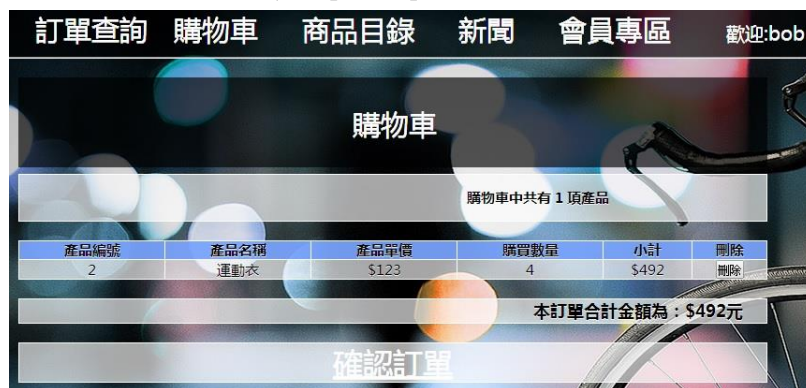 訂單查詢 購物車 商品目錄 新聞 會員專區 歡迎:bob
購物車
購物車中共有 1 項產品
產品編號 產品名稱 產品單價 購買數量 小計 刪除
2 運動衣 $123 4 $492 刪除
本訂單合計金額為：$492元
確認訂單